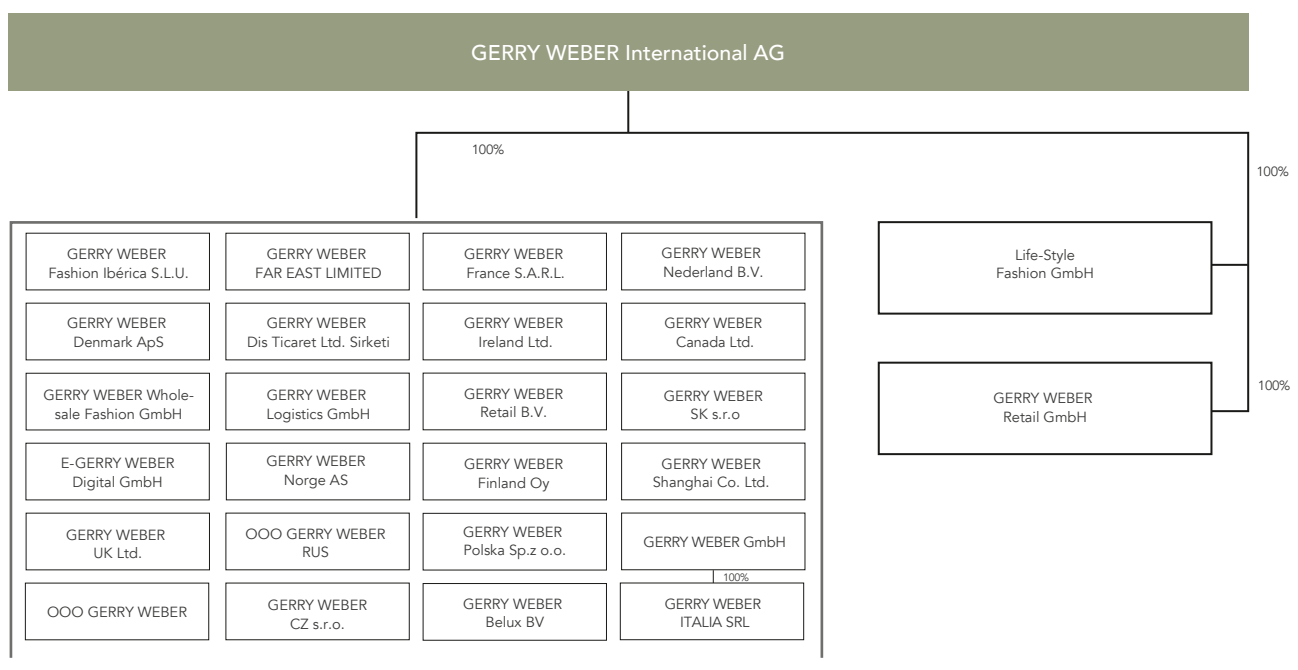 GERRY WEBER International AG
100%
100%
GERRY WEBER
Fashion Ibérica S.L.U.
GERRY WEBER
FAR EAST LIMITED
GERRY WEBER
France S.A.R.L.
GERRY WEBER
Nederland B.V.
Life-Style
Fashion GmbH
GERRY WEBER
Denmark ApS
GERRY WEBER
Dis Ticaret Ltd. Sirketi
GERRY WEBER
Ireland Ltd.
GERRY WEBER
Canada Ltd.
100%
GERRY WEBER Whole-
sale Fashion GmbH
GERRY WEBER
Logistics GmbH
GERRY WEBER
Retail B.V.
GERRY WEBER
SK s.r.o
GERRY WEBER
Retail GmbH
E-GERRY WEBER
Digital GmbH
GERRY WEBER
Norge AS
GERRY WEBER
Finland Oy
GERRY WEBER
Shanghai Co. Ltd.
GERRY WEBER
UK Ltd.
OOO GERRY WEBER
RUS
GERRY WEBER
Polska Sp.z o.o.
GERRY WEBER GmbH
100%
OOO GERRY WEBER
GERRY WEBER
CZ s.r.o.
GERRY WEBER
Belux BV
GERRY WEBER
ITALIA SRL